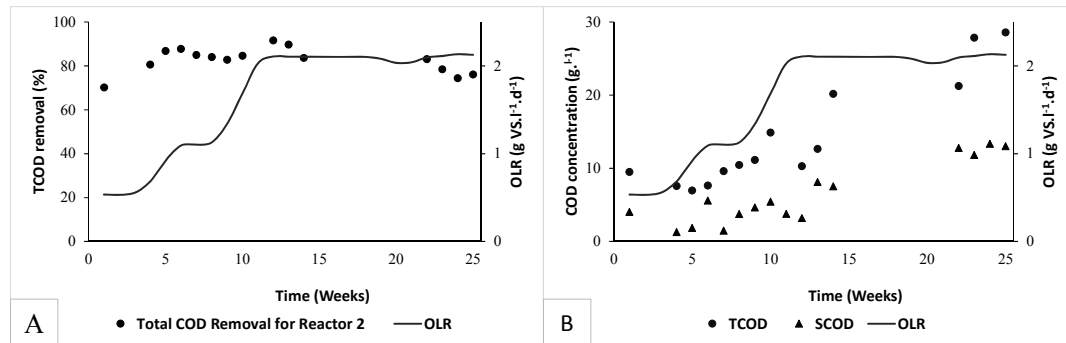 100
80
60
40
20
0
TCOD removal (%)
2
1
0
OLR (g VS.l-1.d-1)
0 5 10 15 20 25
Time (Weeks)
A
Total COD Removal for Reactor 2 OLR
30
20
10
0
COD concentration (g.l-1)
2
1
0
OLR (g VS.l-1.d-1)
0 5 10 15 20 25
Time (Weeks)
B
TCOD SCOD OLR